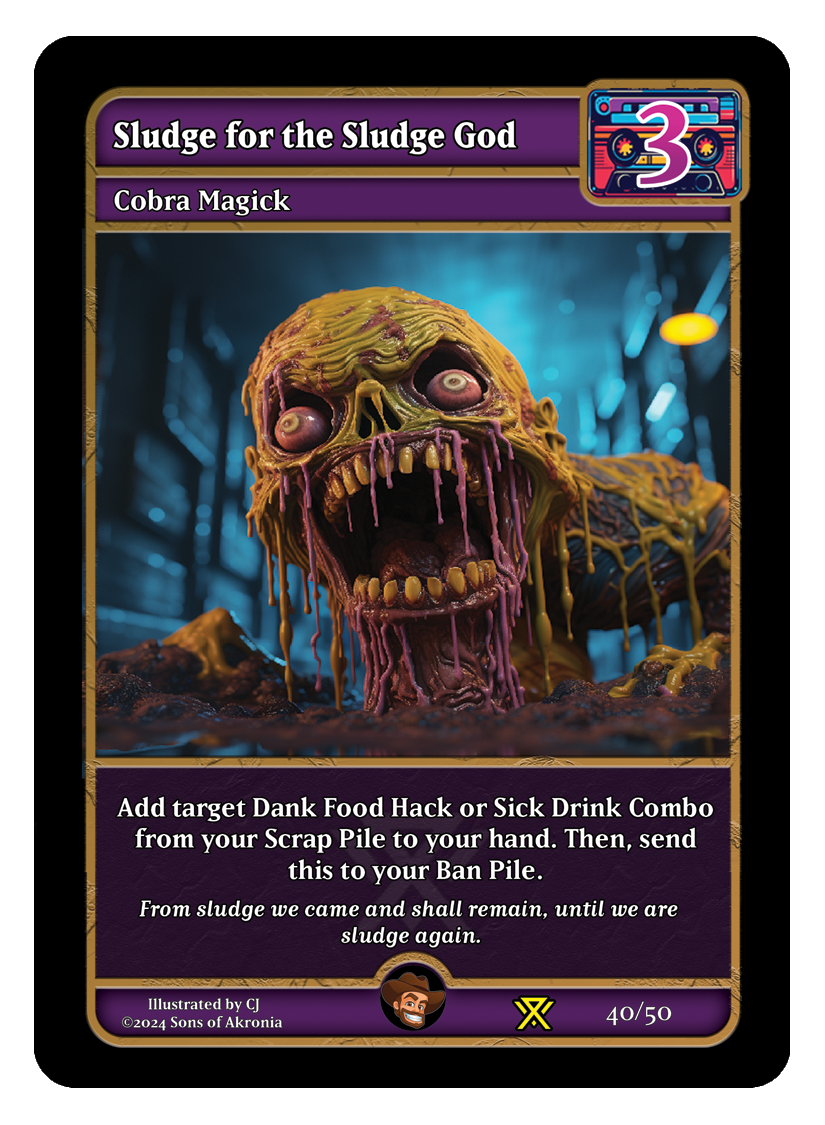 Sludge for the Sludge God
3
Cobra Magick
Add target Dank Food Hack or Sick Drink Combo
from your Scrap Pile to your hand. Then, send
this to your Ban Pile.
From sludge we came and shall remain, until we are
sludge again.
Illustrated by CJ
©2024 Sons of Akronia
40/50